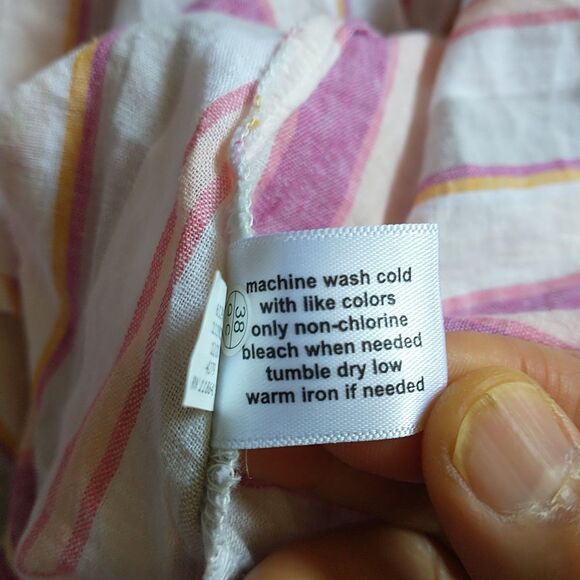 machine wash cold
with like colors
only non-chlorine
bleach when needed
tumble dry low
warm iron if needed
38